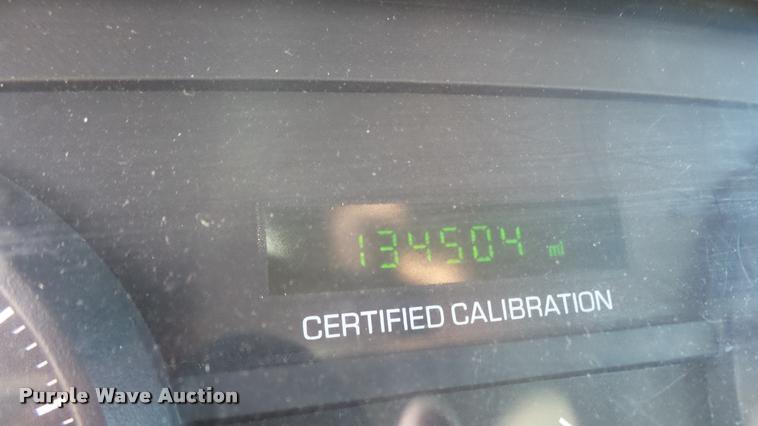 134504 mi
CERTIFIED CALIBRATION
Purple Wave Auction